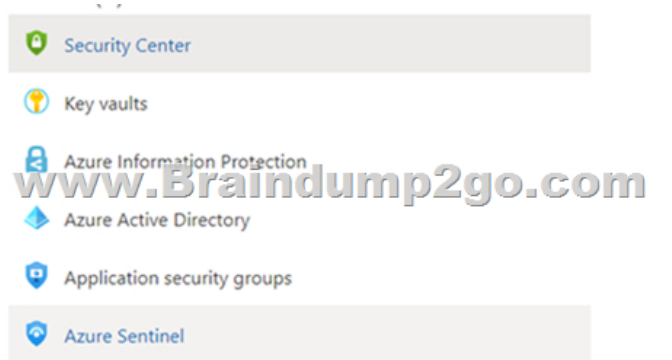 Security Center
Key vaults
Azure Information Protection
www.Braindump2go.com
Azure Active Directory
Application security groups
Azure Sentinel